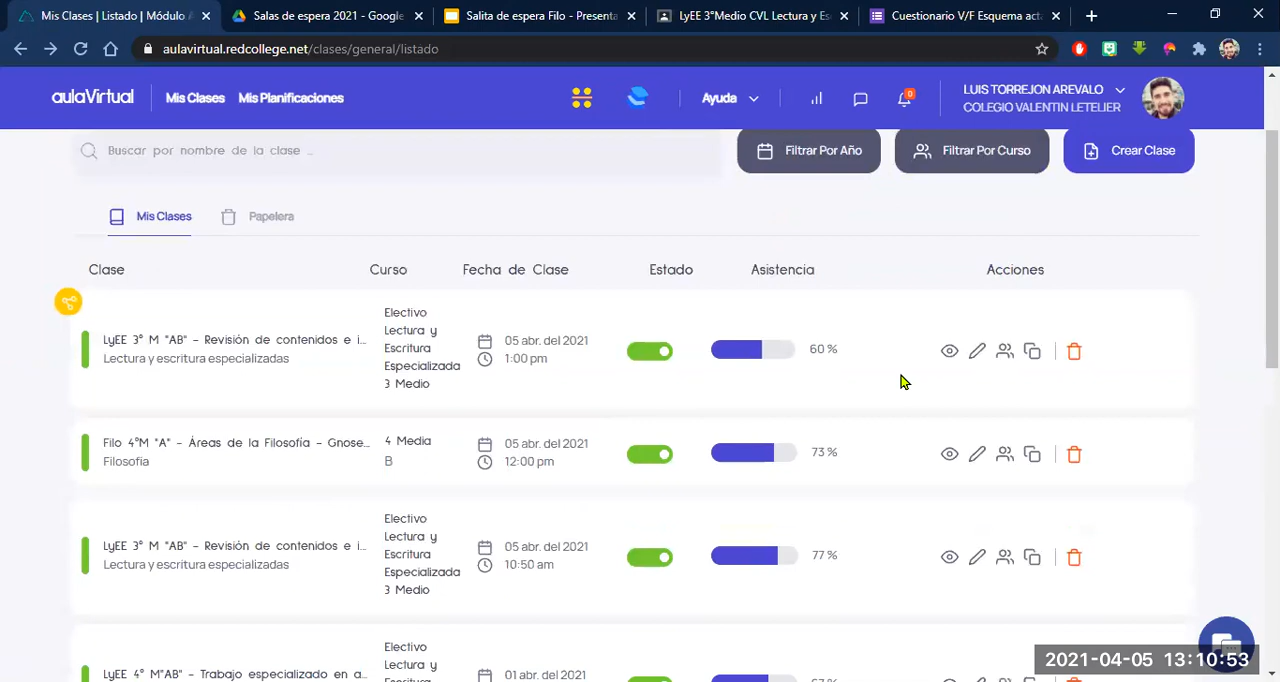 Mis Clases | Listado | Módulo A
Salas de espera 2021 - Google
Salita de espera Filo - Presenta
LyEE 3°Medio CVL Lectura y Es
Cuestionario V/F Esquema acta
aulavirtual.redcollege.net/clases/general/listado
aulaVirtual
Mis Clases
Mis Planificaciones
Ayuda
0
LUIS TORREJON AREVALO
COLEGIO VALENTIN LETELIER
Buscar por nombre de la clase ...
Filtrar Por Año
Filtrar Por Curso
Crear Clase
Mis Clases
Papelera
Clase
Curso
Fecha de Clase
Estado
Asistencia
Acciones
LyEE 3° M "AB" - Revisión de contenidos e i...
Lectura y escritura especializadas
Electivo
Lectura y
Escritura
Especializada
3 Medio
05 abr. del 2021
1:00 pm
60 %
Filo 4°M "A" - Áreas de la Filosofía - Gnose...
Filosofía
4 Media
B
05 abr. del 2021
12:00 pm
73 %
LyEE 3° M "AB" - Revisión de contenidos e i...
Lectura y escritura especializadas
Electivo
Lectura y
Escritura
Especializada
3 Medio
05 abr. del 2021
10:50 am
77 %
LyEE 4° M"AB" - Trabajo especializado en a...
Electivo
Lectura y
01 abr. del 2021
2021-04-05 13:10:53